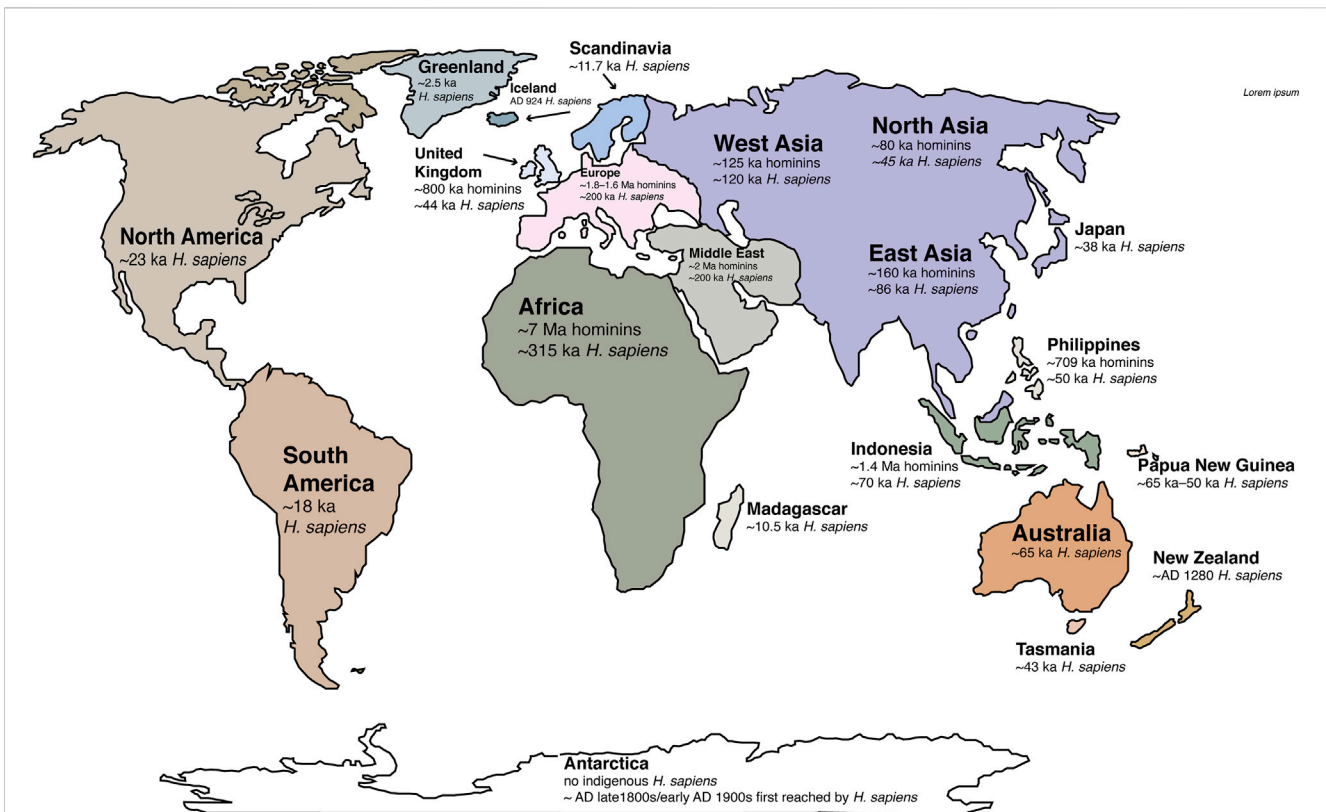 Scandinavia
~11.7 ka H. sapiens
Greenland
~2.5 ka
H. sapiens
Iceland
AD 924 H. sapiens
Lorem ipsum
North Asia
~80 hominins
~45 ka H. sapiens
West Asia
~125 ka hominins
~120 ka H. sapiens
United
Kingdom
~800 ka hominins
~44 ka H. sapiens
Europe
~1.8–1.6 Ma hominins
~200 ka H. sapiens
North America
~23 ka H. sapiens
Japan
~38 ka H. sapiens
East Asia
~160 ka hominins
~86 ka H. sapiens
Middle East
~2 Ma hominins
~200 ka H. sapiens
Africa
~7 Ma hominins
~315 ka H. sapiens
Philippines
~709 ka hominins
~50 ka H. sapiens
South
America
~18 ka
H. sapiens
Indonesia
~1.4 Ma hominins
~70 ka H. sapiens
Papua New Guinea
~65 ka–50 ka H. sapiens
Madagascar
~10.5 ka H. sapiens
Australia
~65 ka H. sapiens
New Zealand
~AD 1280 H. sapiens
Tasmania
~43 ka H. sapiens
Antarctica
no indigenous H. sapiens
~ AD late1800s/early AD 1900s first reached by H. sapiens